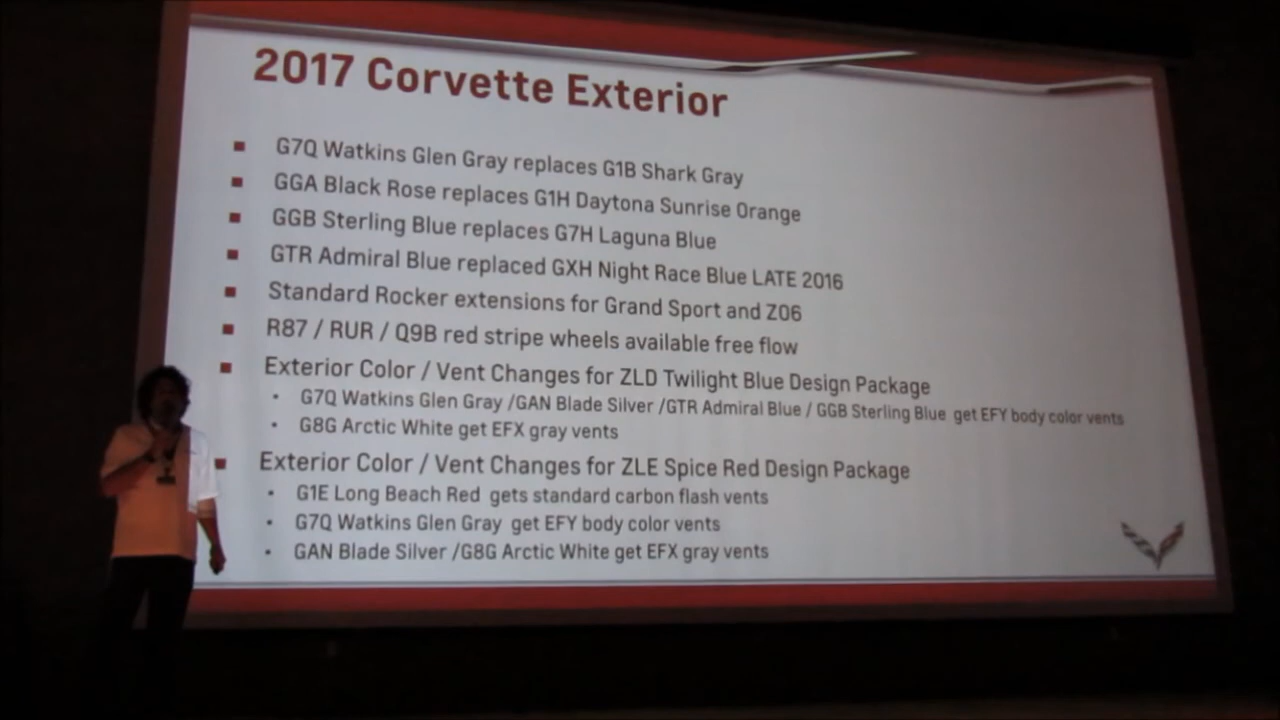 2017 Corvette Exterior
▪ G7Q Watkins Glen Gray replaces G1B Shark Gray
▪ GGA Black Rose replaces G1H Daytona Sunrise Orange
▪ GGB Sterling Blue replaces G7H Laguna Blue
▪ GTR Admiral Blue replaced GXH Night Race Blue LATE 2016
▪ Standard Rocker extensions for Grand Sport and Z06
▪ R87 / RUR / Q9B red stripe wheels available free flow
▪ Exterior Color / Vent Changes for ZLD Twilight Blue Design Package
• G7Q Watkins Glen Gray /GAN Blade Silver /GTR Admiral Blue / GGB Sterling Blue get EFY body color vents
• G8G Arctic White get EFX gray vents
▪ Exterior Color / Vent Changes for ZLE Spice Red Design Package
• G1E Long Beach Red gets standard carbon flash vents
• G7Q Watkins Glen Gray get EFY body color vents
• GAN Blade Silver /G8G Arctic White get EFX gray vents